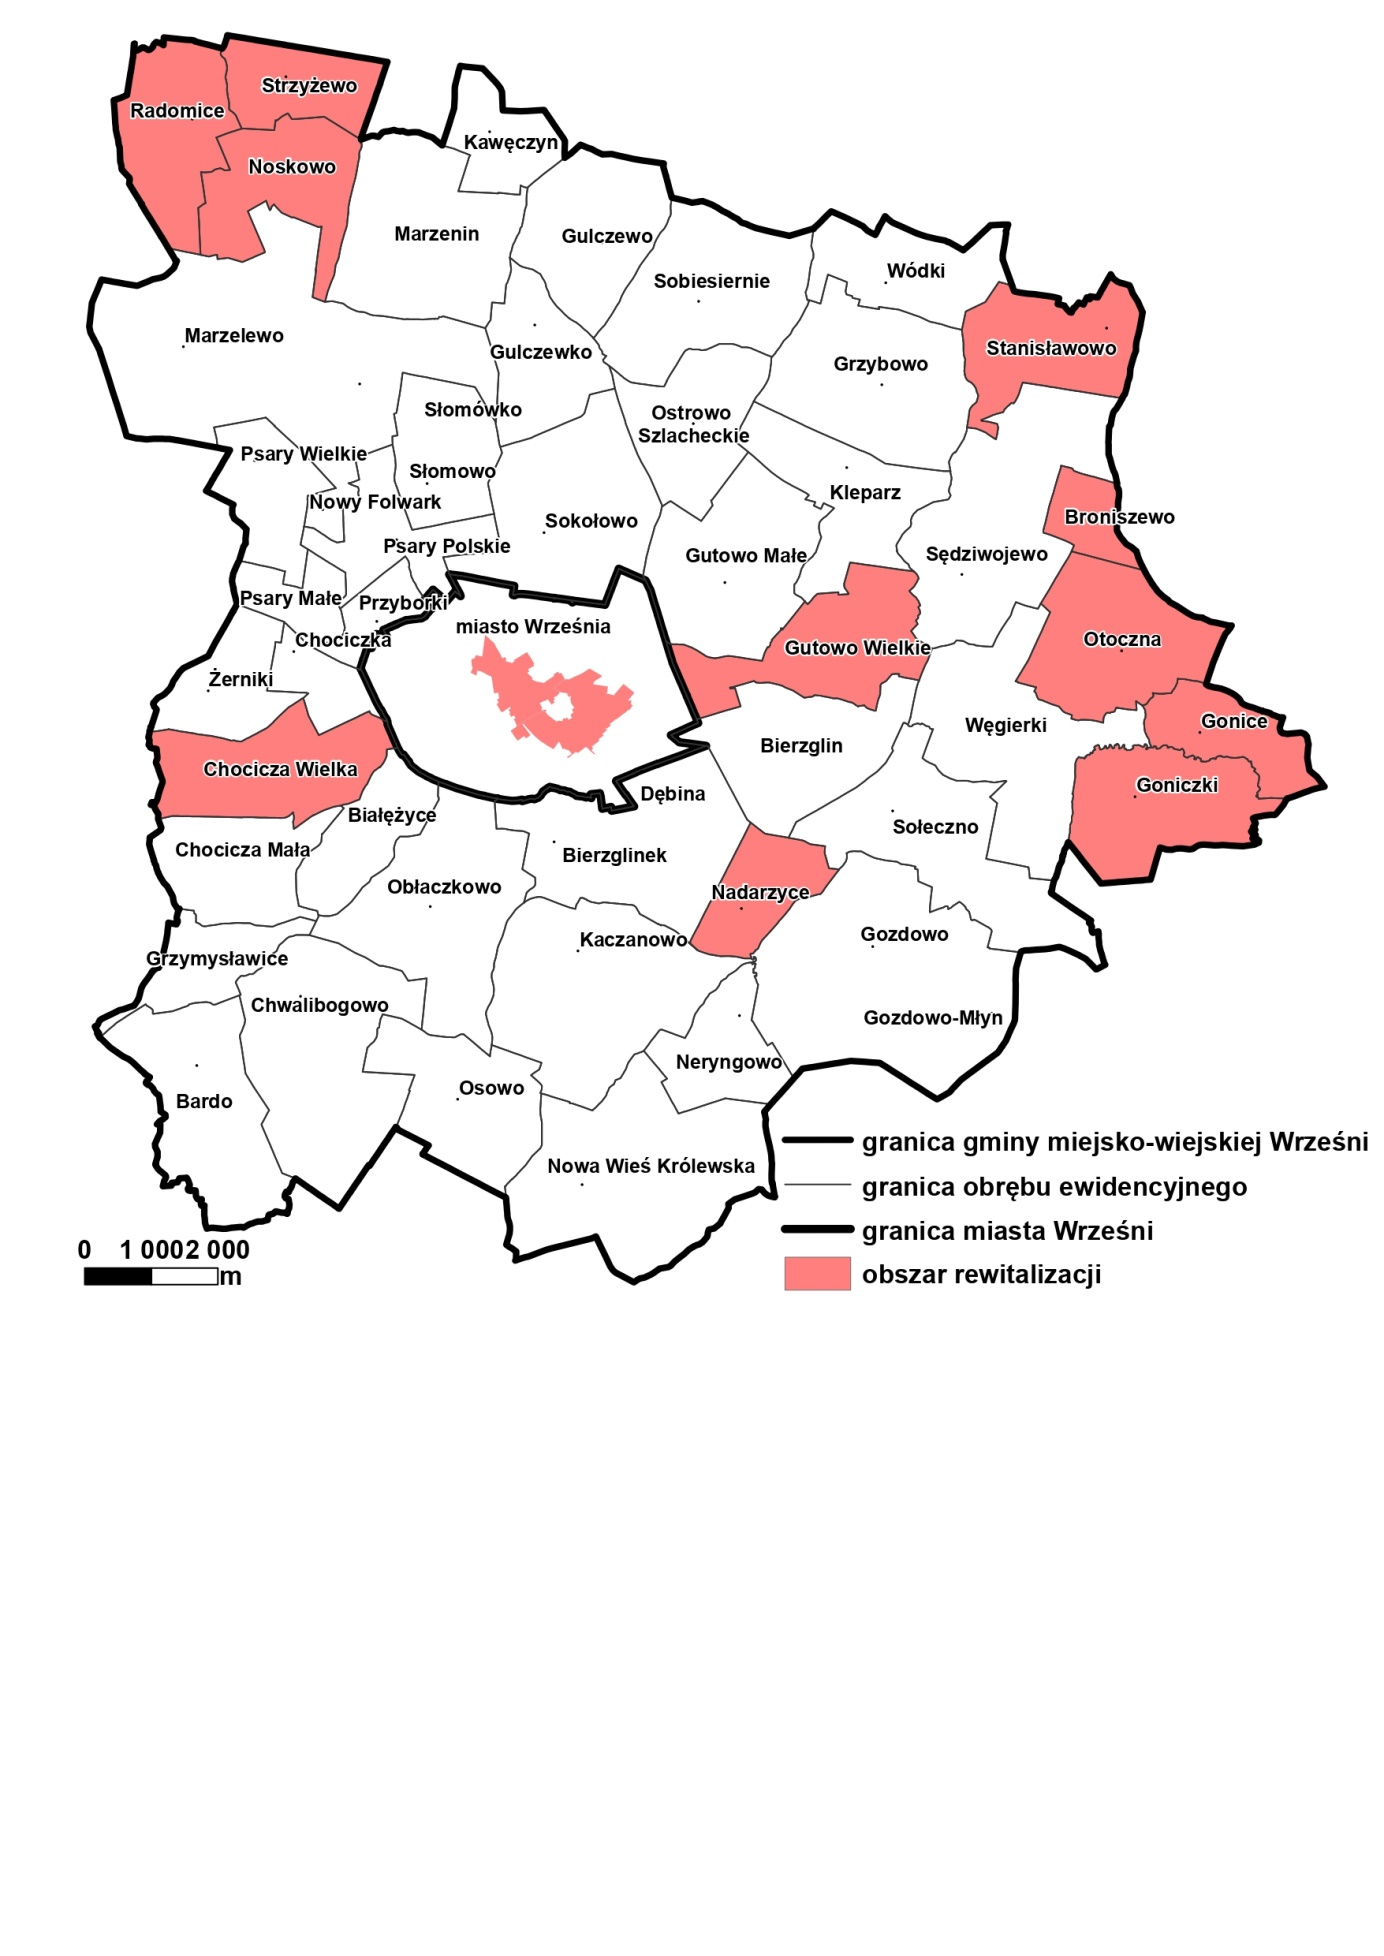 Strzyżewo
Radomice
Kawęczyn
Noskowo
Marzenin
Gulczewo
Wódki
Sobiesiernie
Marzelewo
Stanisławowo
Gulczewko
Grzybowo
Słomówko
Ostrowo
Szlacheckie
Psary Wielkie
Słomowo
Kleparz
Nowy Folwark
Broniszewo
Sokołowo
Psary Polskie
Sędziwojewo
Gutowo Małe
Psary Małe
Przyborki
miasto Września
Chociczka
Otoczna
Gutowo Wielkie
Żerniki
Gonice
Węgierki
Bierzglin
Chocicza Wielka
Goniczki
Dębina
Białężyce
Sołeczno
Chocicza Mała
Bierzglinek
Obłaczkowo
Nadarzyce
Gozdowo
Kaczanowo
Grzymysławice
Chwalibogowo
Gozdowo-Młyn
Neryngowo
Osowo
Bardo
Nowa Wieś Królewska
granica gminy miejsko-wiejskiej Wrześni
granica obrębu ewidencyjnego
granica miasta Wrześni
obszar rewitalizacji
0 1 000 2 000
m